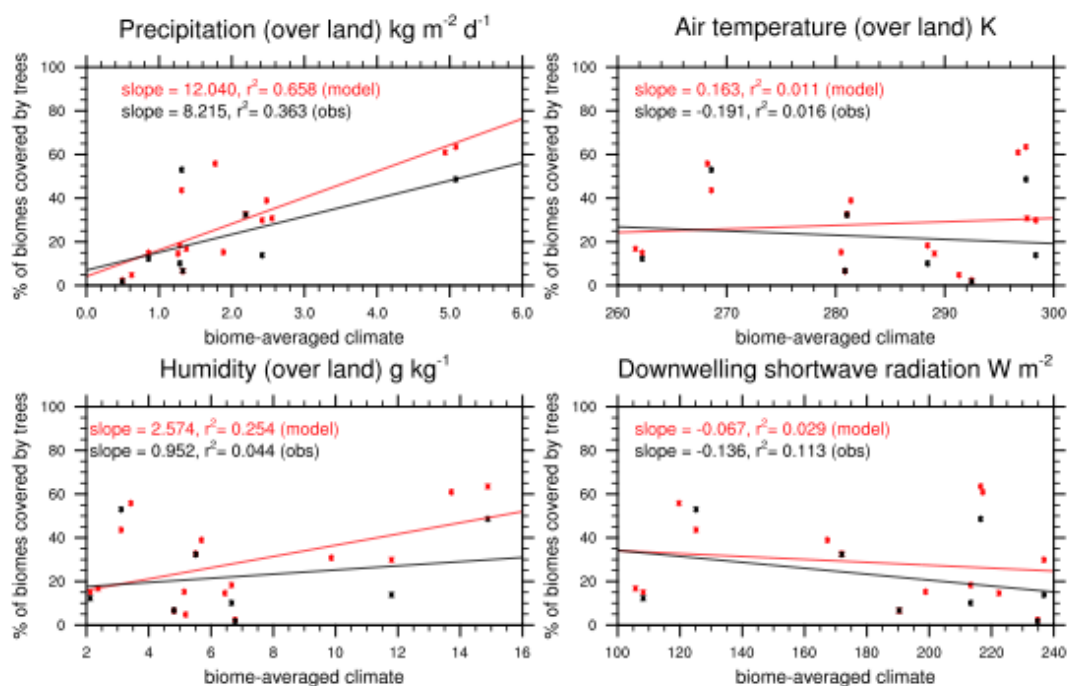 Precipitation (over land) kg m⁻² d⁻¹
% of biomes covered by trees
100
80
60
40
20
0
slope = 12.040, r²= 0.658 (model)
slope = 8.215, r²= 0.363 (obs)
0.0 1.0 2.0 3.0 4.0 5.0 6.0
biome-averaged climate
Air temperature (over land) K
% of biomes covered by trees
100
80
60
40
20
0
slope = 0.163, r²= 0.011 (model)
slope = -0.191, r²= 0.016 (obs)
260 270 280 290 300
biome-averaged climate
Humidity (over land) g kg⁻¹
% of biomes covered by trees
100
80
60
40
20
0
slope = 2.574, r²= 0.254 (model)
slope = 0.952, r²= 0.044 (obs)
2 4 6 8 10 12 14 16
biome-averaged climate
Downwelling shortwave radiation W m⁻²
% of biomes covered by trees
100
80
60
40
20
0
slope = -0.067, r²= 0.029 (model)
slope = -0.136, r²= 0.113 (obs)
100 120 140 160 180 200 220 240
biome-averaged climate